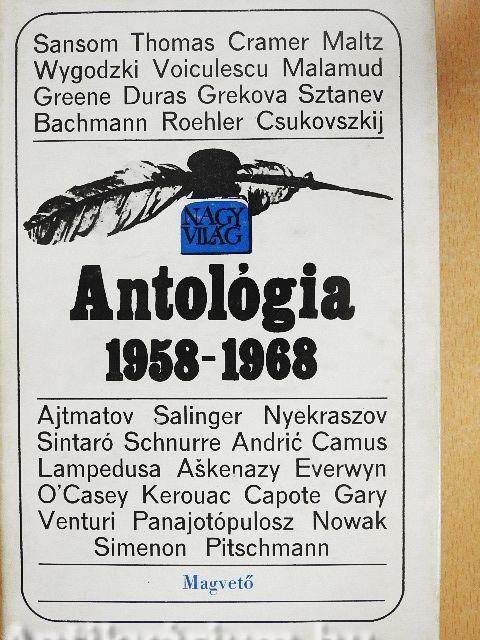 Sansom Thomas Cramer Maltz
Wygodzki Voiculescu Malamud
Greene Duras Grekova Sztanev
Bachmann Roehler Csukovszkij
NAGY
VILÁG
Antológia
1958-1968
Ajtmatov Salinger Nyekraszov
Sintaró Schnurre Andrić Camus
Lampedusa Aškenazy Everwyn
O'Casey Kerouac Capote Gary
Venturi Panajotópulosz Nowak
Simenon Pitschmann
Magvető